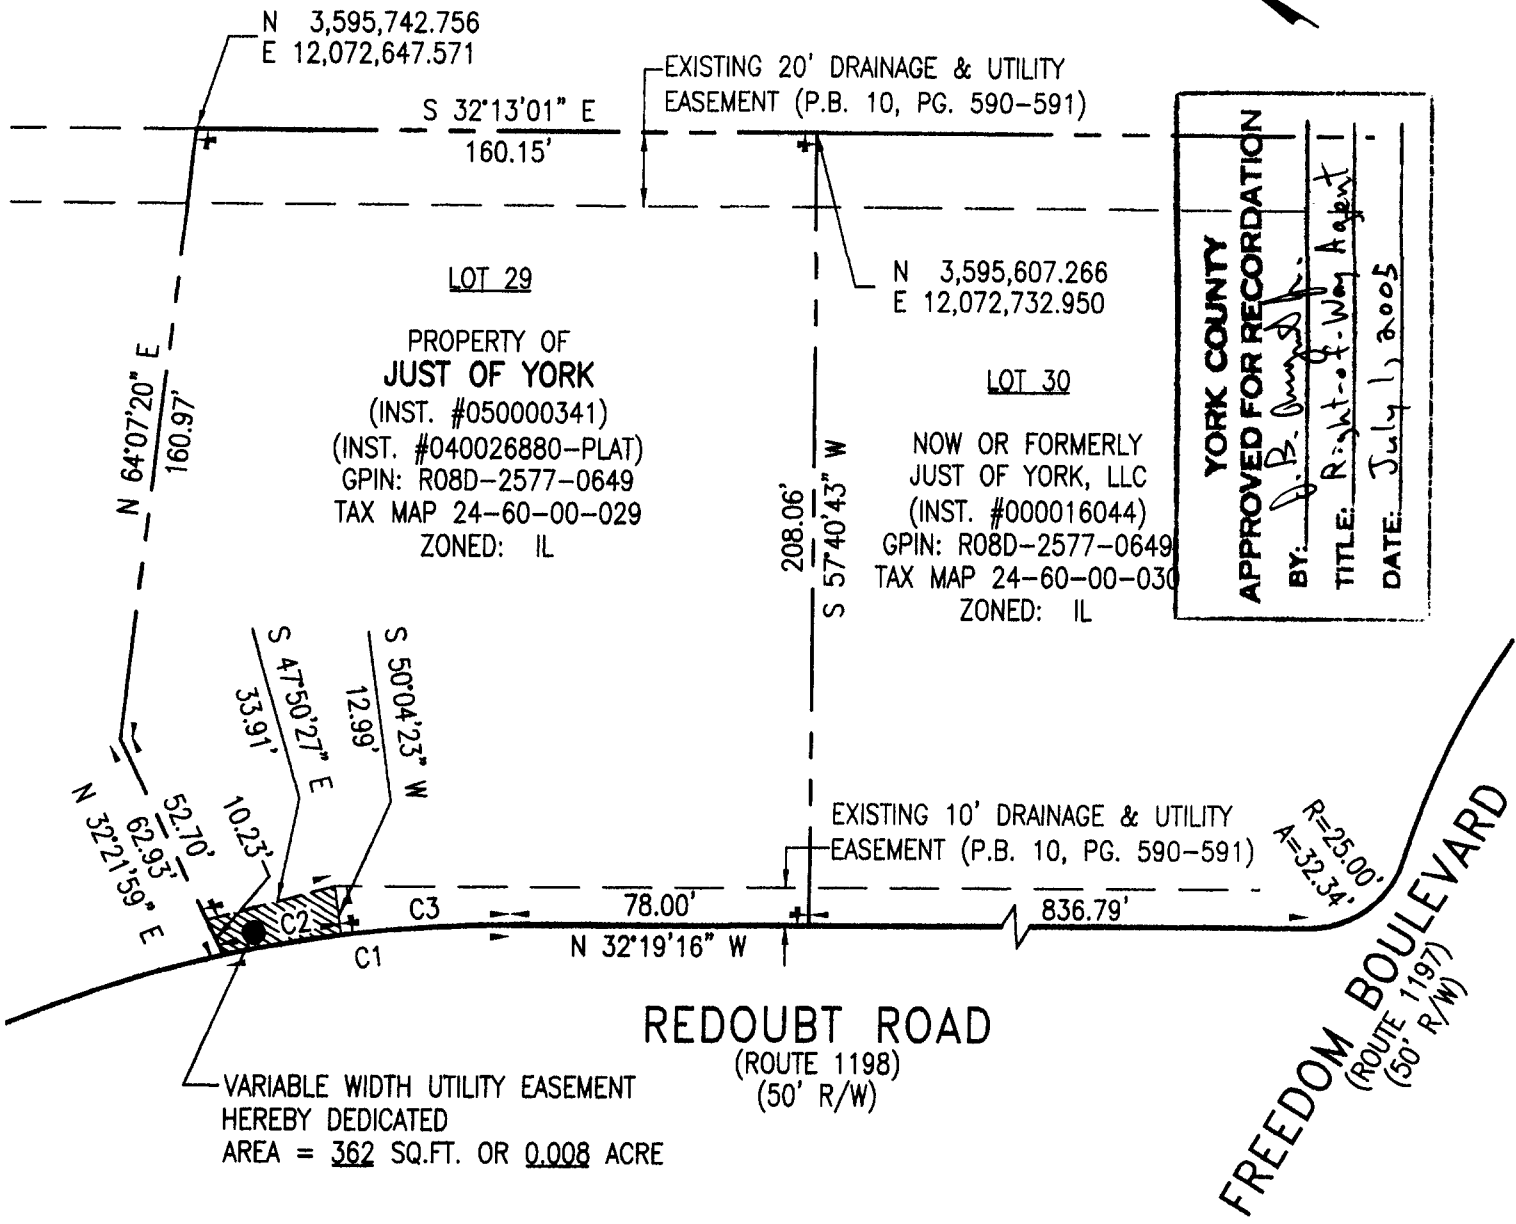 N 3,595,742.756
E 12,072,647.571
EXISTING 20' DRAINAGE & UTILITY
EASEMENT (P.B. 10, PG. 590-591)
S 32°13'01" E
160.15'
N 3,595,607.266
E 12,072,732.950
LOT 29
PROPERTY OF
JUST OF YORK
(INST. #050000341)
(INST. #040026880-PLAT)
GPIN: R08D-2577-0649
TAX MAP 24-60-00-029
ZONED: IL
N 64°07'20" E
160.97'
LOT 30
NOW OR FORMERLY
JUST OF YORK, LLC
(INST. #000016044)
GPIN: R08D-2577-0649
TAX MAP 24-60-00-030
ZONED: IL
208.06'
S 57°40'43" W
YORK COUNTY
APPROVED FOR RECORDATION
BY: J. B.
TITLE: Right-of-Way Agent
DATE: July 1, 2005
S 47°50'27" E
33.91'
S 50°04'23" W
12.99'
10.23'
52.70'
62.93'
N 32°21'59" E
EXISTING 10' DRAINAGE & UTILITY
EASEMENT (P.B. 10, PG. 590-591)
R=25.00'
A=32.34'
C2
C3
C1
78.00'
N 32°19'16" W
836.79'
REDOUBT ROAD
(ROUTE 1198)
(50' R/W)
FREEDOM BOULEVARD
(ROUTE 1197)
(50' R/W)
VARIABLE WIDTH UTILITY EASEMENT
HEREBY DEDICATED
AREA = 362 SQ.FT. OR 0.008 ACRE